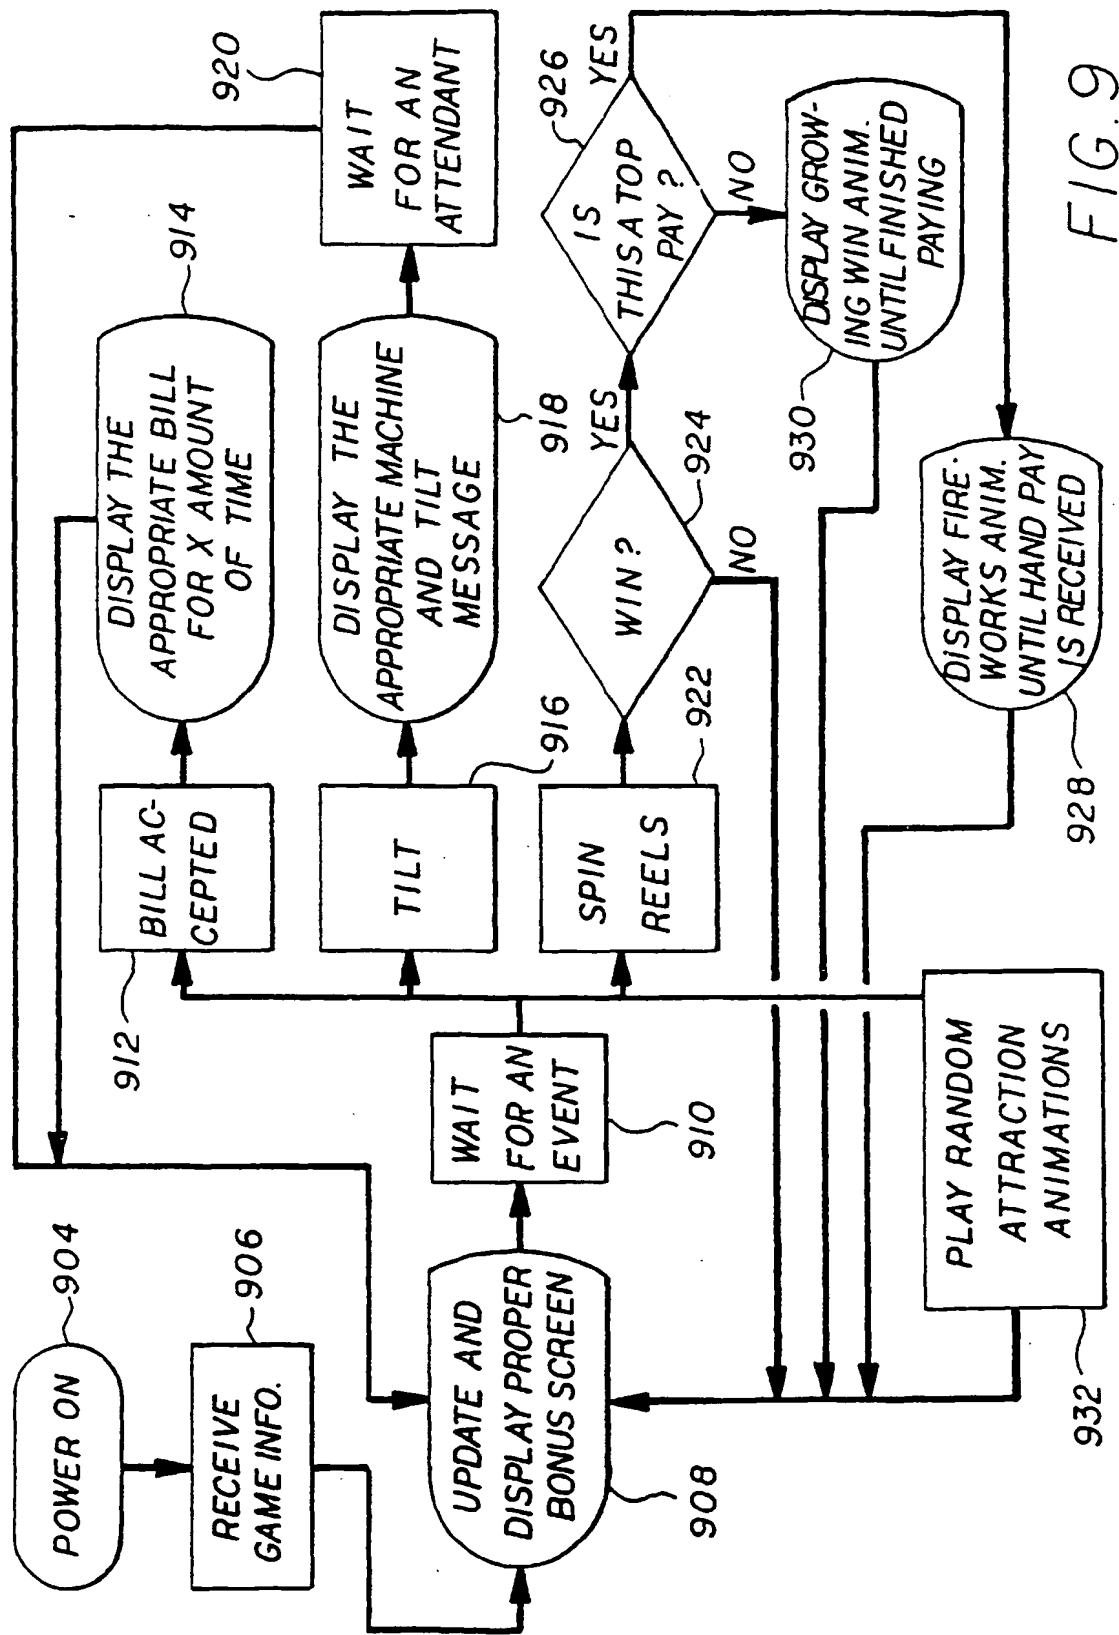 POWER ON
904
RECEIVE
GAME INFO.
906
UPDATE AND
DISPLAY PROPER
BONUS SCREEN
908
WAIT
FOR AN
EVENT
910
BILL AC-
CEPTED
912
DISPLAY THE
APPROPRIATE BILL
FOR X AMOUNT
OF TIME
914
TILT
916
DISPLAY THE
APPROPRIATE MACHINE
AND TILT
MESSAGE
918
WAIT
FOR AN
ATTENDANT
920
SPIN
REELS
922
WIN?
924
YES
NO
IS
THIS A TOP
PAY?
926
YES
NO
DISPLAY GROW-
ING WIN ANIM.
UNTIL FINISHED
PAYING
930
DISPLAY FIRE-
WORKS ANIM.
UNTIL HAND PAY
IS RECEIVED
928
PLAY RANDOM
ATTRACTION
ANIMATIONS
932
FIG. 9